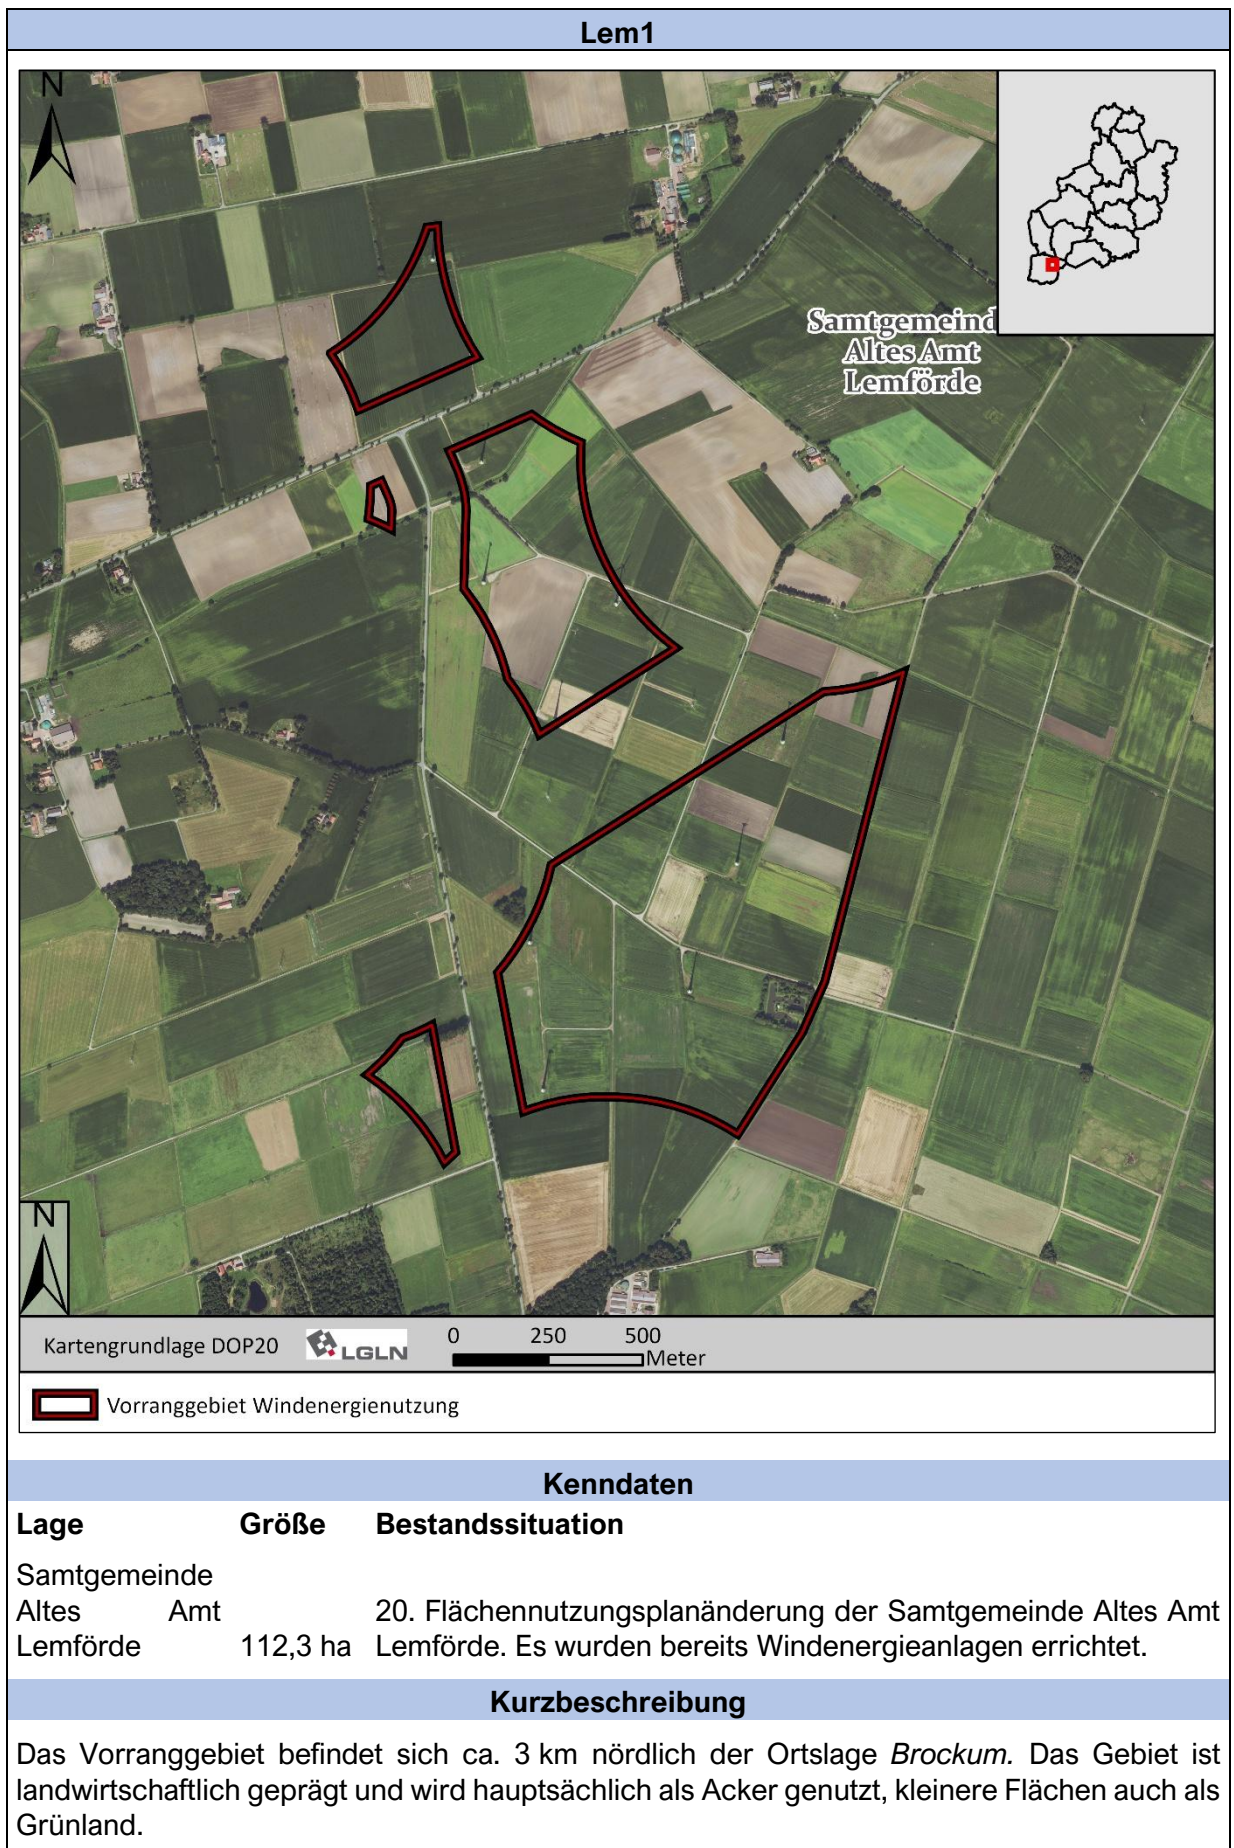 Lem1
N
Samtgemeind
Altes Amt
Lemförde
N
Kartengrundlage DOP20
LGLN
0 250 500
Meter
Vorranggebiet Windenergienutzung
Kenndaten
Lage Größe Bestandssituation
Samtgemeinde
Altes Amt 20. Flächennutzungsplanänderung der Samtgemeinde Altes Amt
Lemförde 112,3 ha Lemförde. Es wurden bereits Windenergieanlagen errichtet.
Kurzbeschreibung
Das Vorranggebiet befindet sich ca. 3 km nördlich der Ortslage Brockum. Das Gebiet ist
landwirtschaftlich geprägt und wird hauptsächlich als Acker genutzt, kleinere Flächen auch als
Grünland.